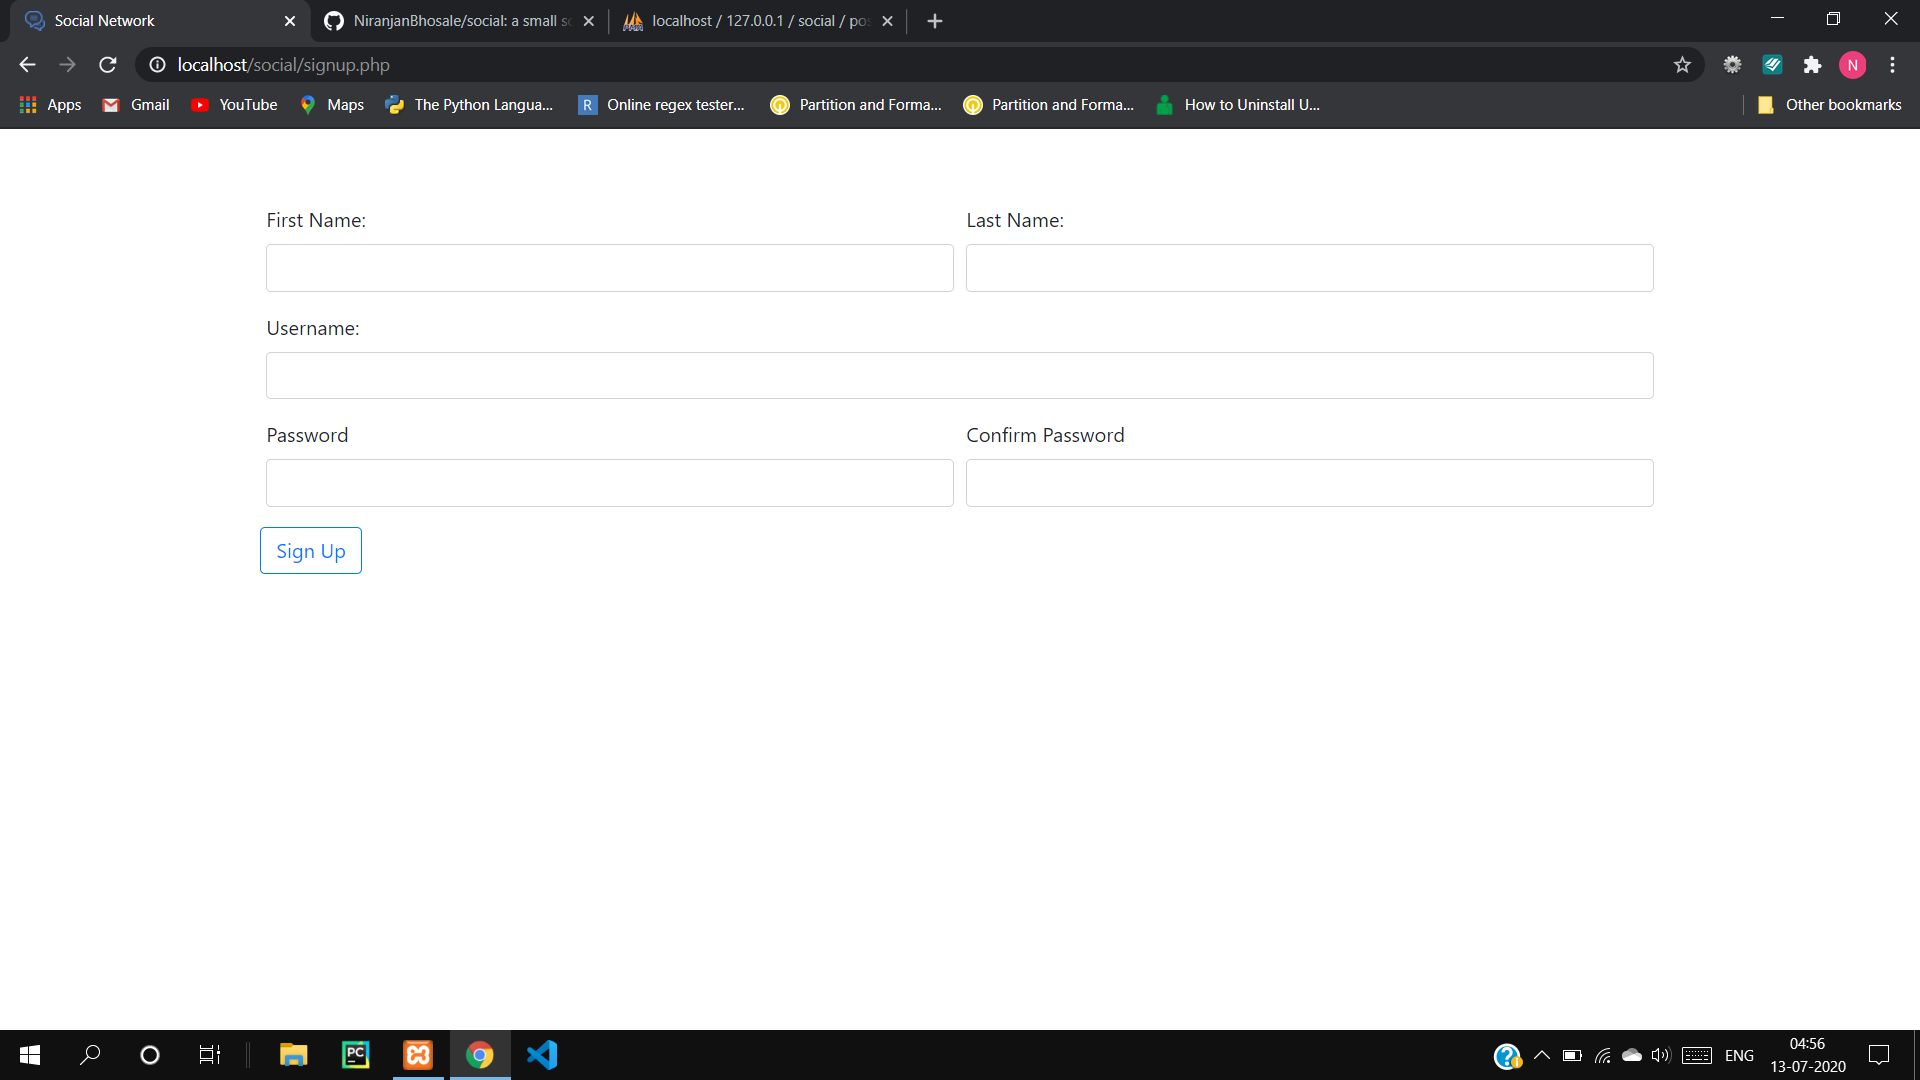 Social Network
NiranjanBhosale/social: a small
localhost / 127.0.0.1 / social / po
localhost/social/signup.php
N
Apps
Gmail
YouTube
Maps
The Python Langua...
R
Online regex tester...
Partition and Forma...
Partition and Forma...
How to Uninstall U...
Other bookmarks
First Name:
Last Name:
Username:
Password
Confirm Password
Sign Up
PC
ENG
04:56
13-07-2020